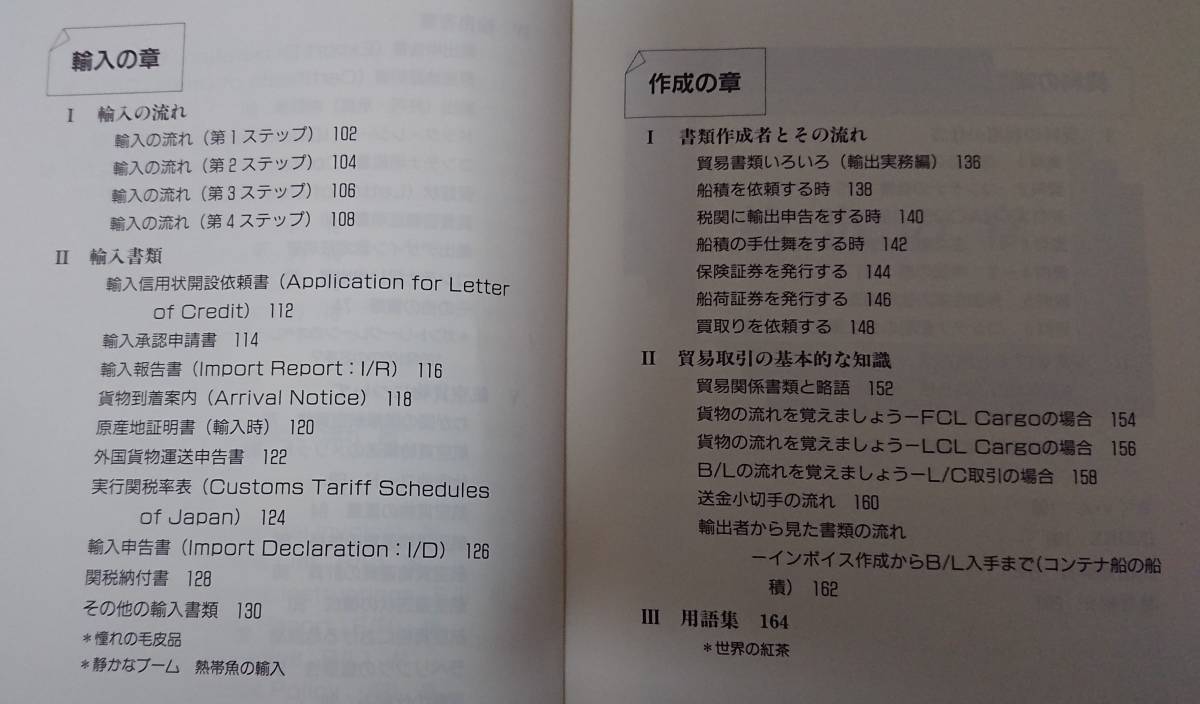 輸入の章
Ⅰ 輸入の流れ
輸入の流れ（第1ステップ） 102
輸入の流れ（第2ステップ） 104
輸入の流れ（第3ステップ） 106
輸入の流れ（第4ステップ） 108
Ⅱ 輸入書類
輸入信用状開設依頼書（Application for Letter
of Credit） 112
輸入承認申請書 114
輸入報告書（Import Report：I/R） 116
貨物到着案内（Arrival Notice） 118
原産地証明書（輸入時） 120
外国貨物運送申告書 122
実行関税率表（Customs Tariff Schedules
of Japan） 124
輸入申告書（Import Declaration：I/D） 126
関税納付書 128
その他の輸入書類 130
＊憧れの毛皮品
＊静かなブーム 熱帯魚の輸入
作成の章
Ⅰ 書類作成者とその流れ
貿易書類いろいろ（輸出実務編） 136
船積を依頼する時 138
税関に輸出申告をする時 140
船積の手仕舞をする時 142
保険証券を発行する 144
船荷証券を発行する 146
買取りを依頼する 148
Ⅱ 貿易取引の基本的な知識
貿易関係書類と略語 152
貨物の流れを覚えましょう－FCL Cargoの場合 154
貨物の流れを覚えましょう－LCL Cargoの場合 156
B/Lの流れを覚えましょう－L/C取引の場合 158
送金小切手の流れ 160
輸出者から見た書類の流れ
－インボイス作成からB/L入手まで（コンテナ船の船
積） 162
Ⅲ 用語集 164
＊世界の紅茶